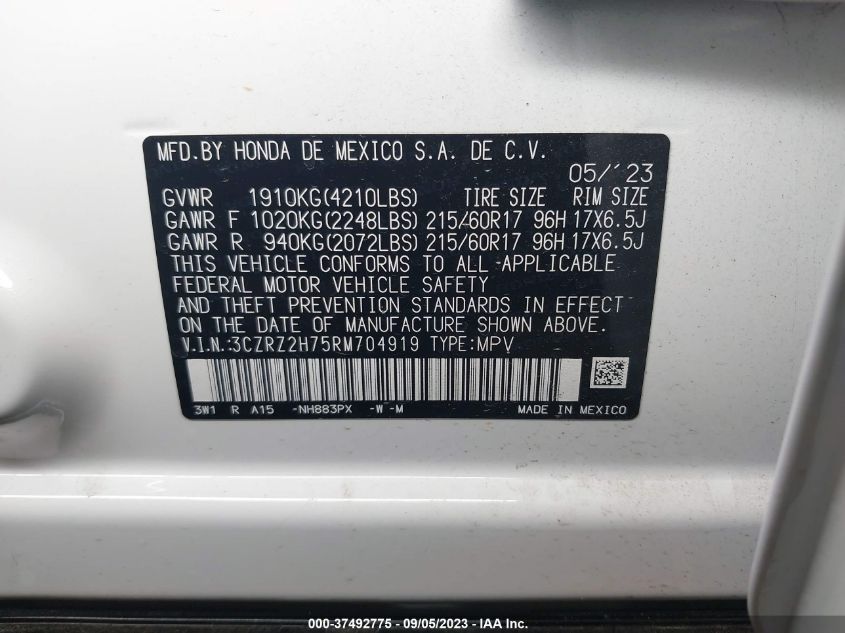 MFD.BY HONDA DE MEXICO S.A. DE C.V.
05/'23
GVWR 1910KG(4210LBS) TIRE SIZE RIM SIZE
GAWR F 1020KG(2248LBS) 215/60R17 96H 17X6.5J
GAWR R 940KG(2072LBS) 215/60R17 96H 17X6.5J
THIS VEHICLE CONFORMS TO ALL APPLICABLE
FEDERAL MOTOR VEHICLE SAFETY
AND THEFT PREVENTION STANDARDS IN EFFECT
ON THE DATE OF MANUFACTURE SHOWN ABOVE.
V.I.N.:3CZRZ2H75RM704919 TYPE:MPV
3W1 R A15 -NH883PX -W -M MADE IN MEXICO
000-37492775 - 09/05/2023 - IAA Inc.